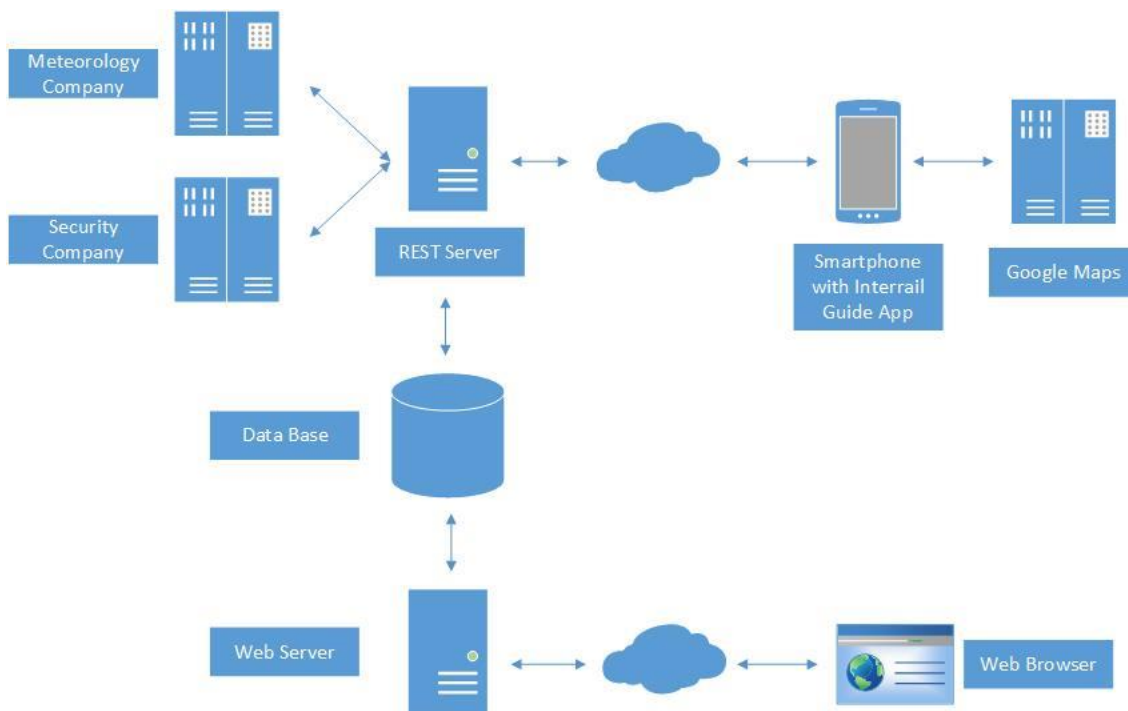 Meteorology
Company
Security
Company
REST Server
Smartphone
with Interrail
Guide App
Google Maps
Data Base
Web Server
Web Browser